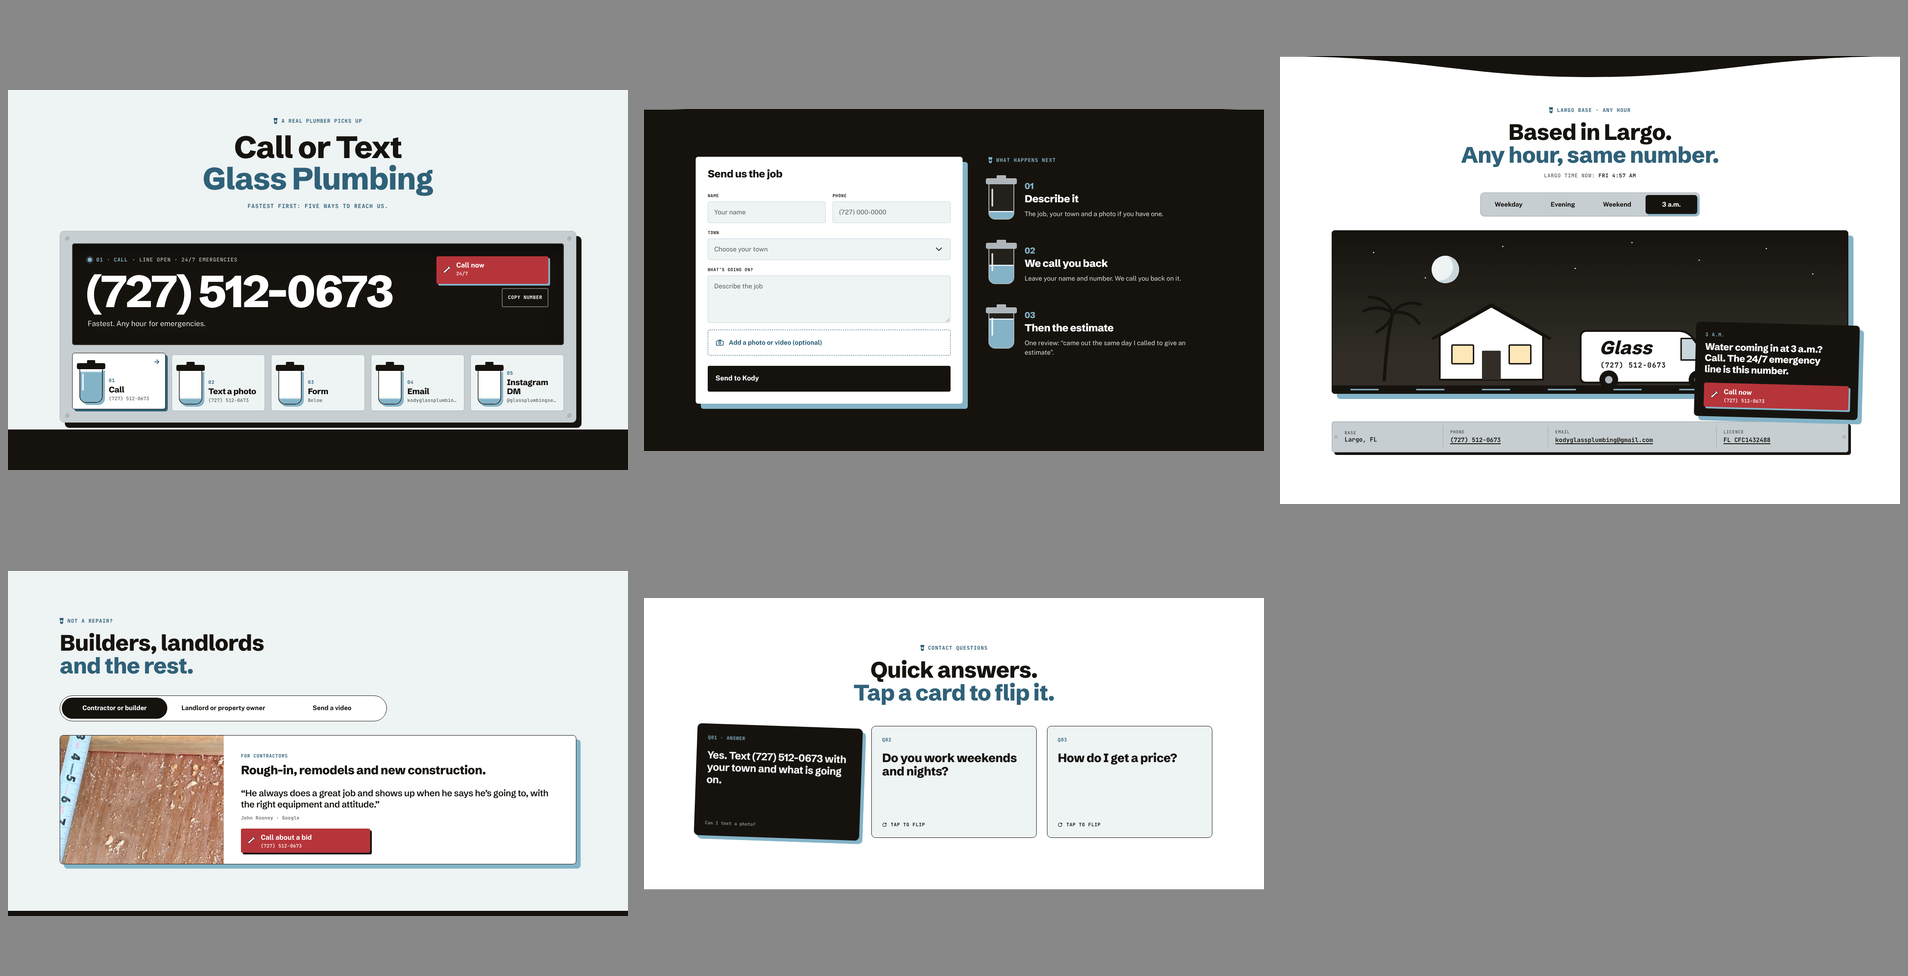 A REAL PLUMBER PICKS UP
Call or Text
Glass Plumbing
FASTEST FIRST: FIVE WAYS TO REACH US.
01 · CALL · LINE OPEN · 24/7 EMERGENCIES
(727) 512-0673
Fastest. Any hour for emergencies.
Call now
24/7
COPY NUMBER
01
Call
(727) 512-0673
02
Text a photo
(727) 512-0673
03
Form
Below
04
Email
kodyglassplumbin…
05
Instagram
DM
@glassplumbingse…
Send us the job
NAME
PHONE
Your name
(727) 000-0000
TOWN
Choose your town
WHAT'S GOING ON?
Describe the job
Add a photo or video (optional)
Send to Kody
WHAT HAPPENS NEXT
01
Describe it
The job, your town and a photo if you have one.
02
We call you back
Leave your name and number. We call you back on it.
03
Then the estimate
One review: “came out the same day I called to give an
estimate”.
LARGO BASE · ANY HOUR
Based in Largo.
Any hour, same number.
LARGO TIME NOW: FRI 4:57 AM
Weekday
Evening
Weekend
3 a.m.
Glass
(727) 512-0673
3 A.M.
Water coming in at 3 a.m.?
Call. The 24/7 emergency
line is this number.
Call now
(727) 512-0673
BASE
Largo, FL
PHONE
(727) 512-0673
EMAIL
kodyglassplumbing@gmail.com
LICENCE
FL CFC1432488
NOT A REPAIR?
Builders, landlords
and the rest.
Contractor or builder
Landlord or property owner
Send a video
4
5
6
7
FOR CONTRACTORS
Rough-in, remodels and new construction.
“He always does a great job and shows up when he says he’s going to, with
the right equipment and attitude.”
John Rooney · Google
Call about a bid
(727) 512-0673
CONTACT QUESTIONS
Quick answers.
Tap a card to flip it.
Q01 · ANSWER
Yes. Text (727) 512-0673 with
your town and what is going
on.
Can I text a photo?
Q02
Do you work weekends
and nights?
TAP TO FLIP
Q03
How do I get a price?
TAP TO FLIP